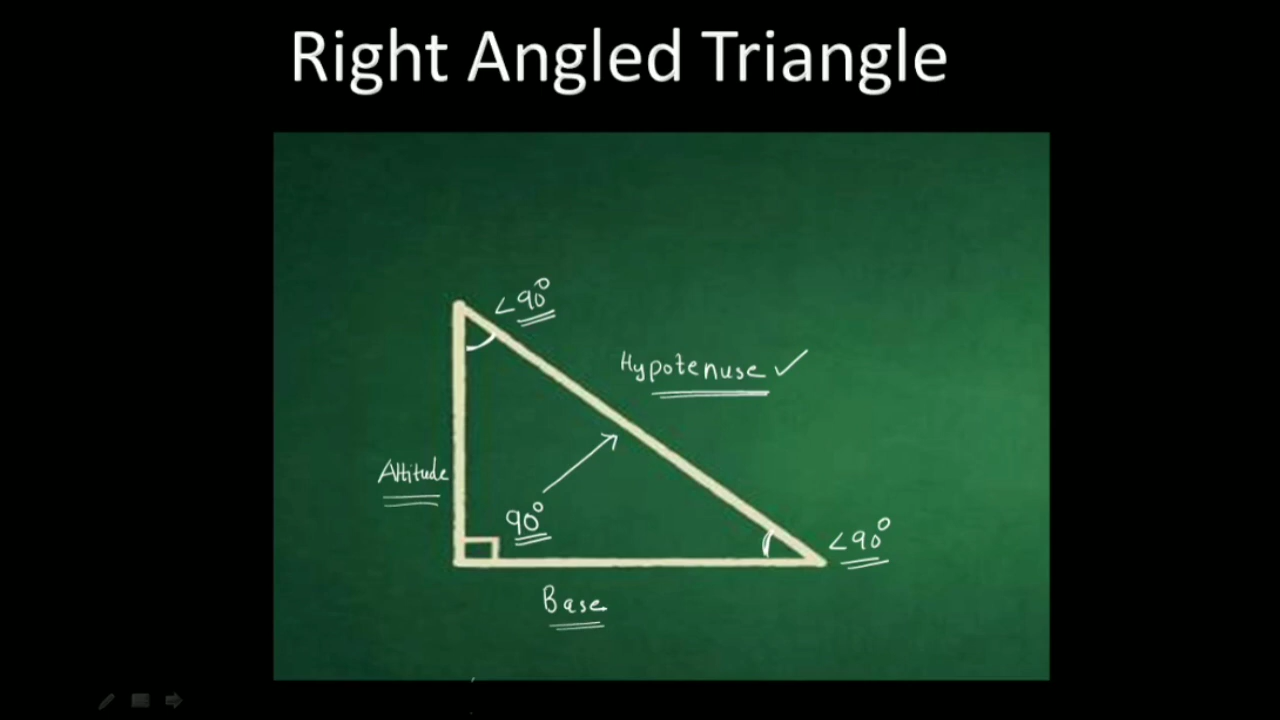 Right Angled Triangle
<90°
Hypotenuse ✓
Altitude
90°
<90°
Base